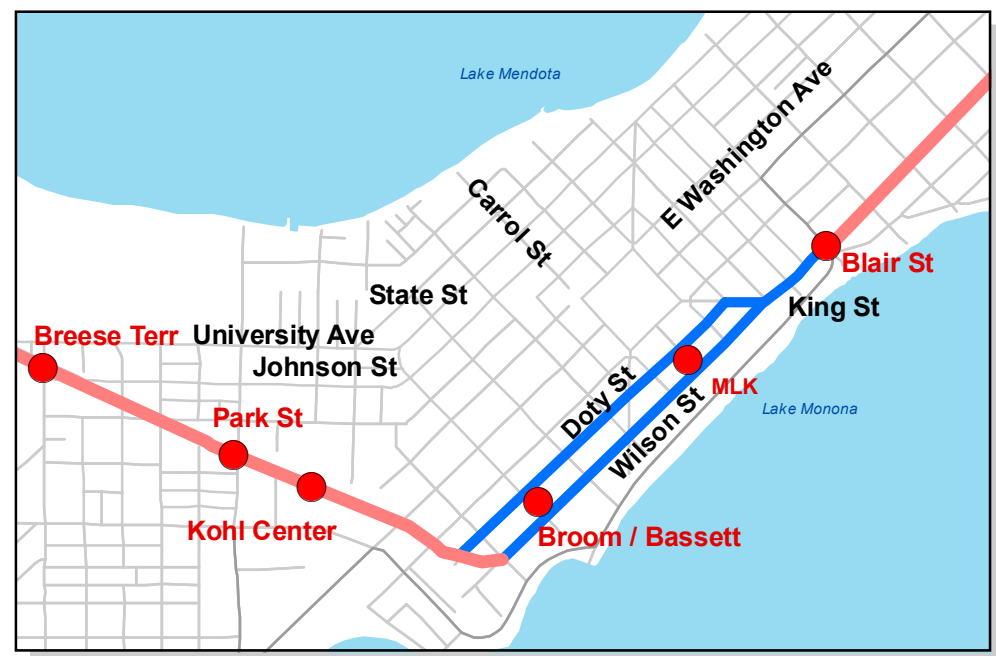 Lake Mendota
E Washington Ave
Carrol St
Blair St
State St
King St
Breese Terr
University Ave
Johnson St
MLK
Doty St
Lake Monona
Park St
Wilson St
Kohl Center
Broom / Bassett